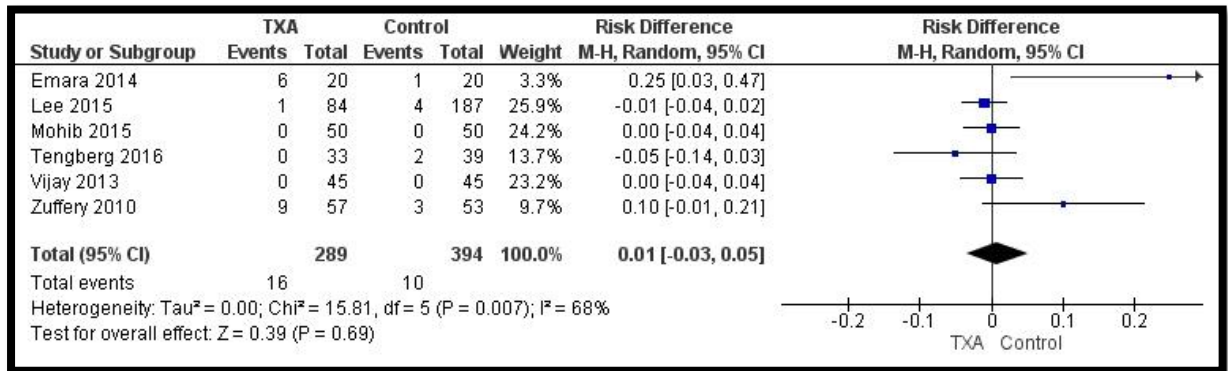 TXA Control Risk Difference Risk Difference
Study or Subgroup Events Total Events Total Weight M-H, Random, 95% CI M-H, Random, 95% CI
Emara 2014 6 20 1 20 3.3% 0.25 [0.03, 0.47]
Lee 2015 1 84 4 187 25.9% -0.01 [-0.04, 0.02]
Mohib 2015 0 50 0 50 24.2% 0.00 [-0.04, 0.04]
Tengberg 2016 0 33 2 39 13.7% -0.05 [-0.14, 0.03]
Vijay 2013 0 45 0 45 23.2% 0.00 [-0.04, 0.04]
Zuffery 2010 9 57 3 53 9.7% 0.10 [-0.01, 0.21]
Total (95% CI) 289 394 100.0% 0.01 [-0.03, 0.05]
Total events 16 10
Heterogeneity: Tau² = 0.00; Chi² = 15.81, df = 5 (P = 0.007); I² = 68%
Test for overall effect: Z = 0.39 (P = 0.69)
-0.2 -0.1 0 0.1 0.2
TXA Control